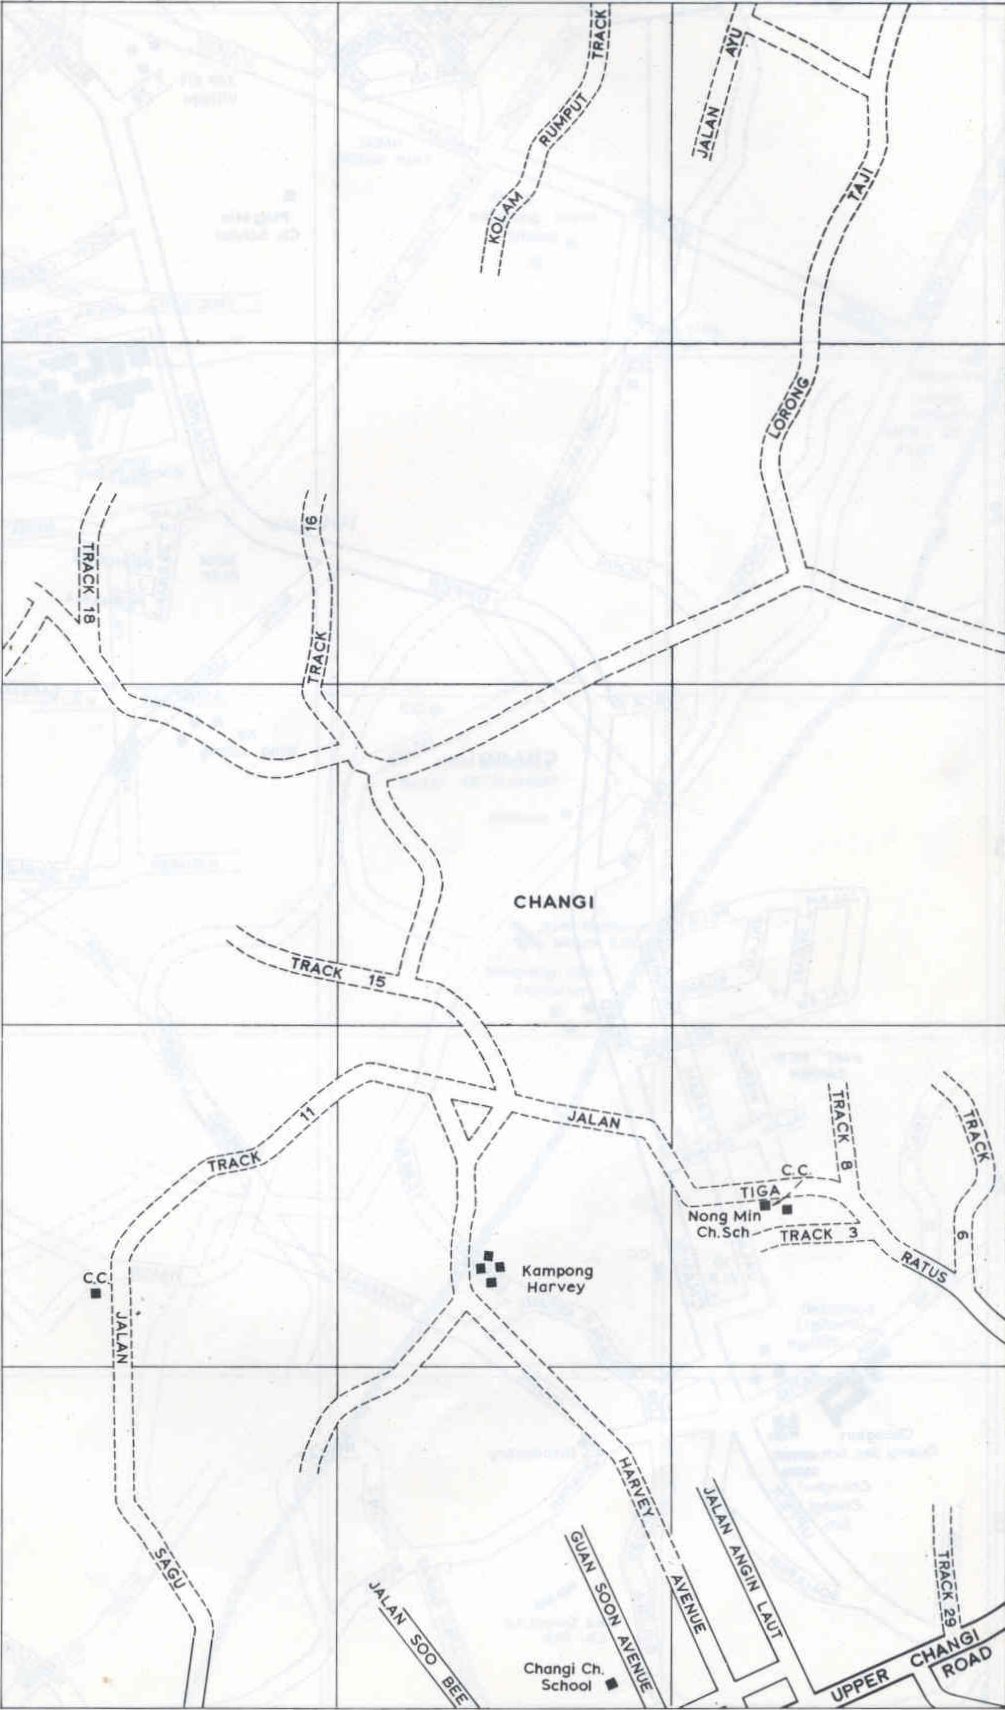 TRACK
RUMPUT
KOLAM
JALAN AYU
LORONG TAJI
TRACK 18
TRACK 16
CHANGI
TRACK 15
TRACK 11
JALAN
TIGA
RATUS
C.C.
Nong Min
Ch.Sch
TRACK 3
TRACK 8
TRACK 6
Kampong
Harvey
C.C.
JALAN SAGU
HARVEY AVENUE
JALAN ANGIN LAUT
GUAN SOON AVENUE
JALAN SOO BEE
Changi Ch.
School
TRACK 29
UPPER CHANGI
ROAD